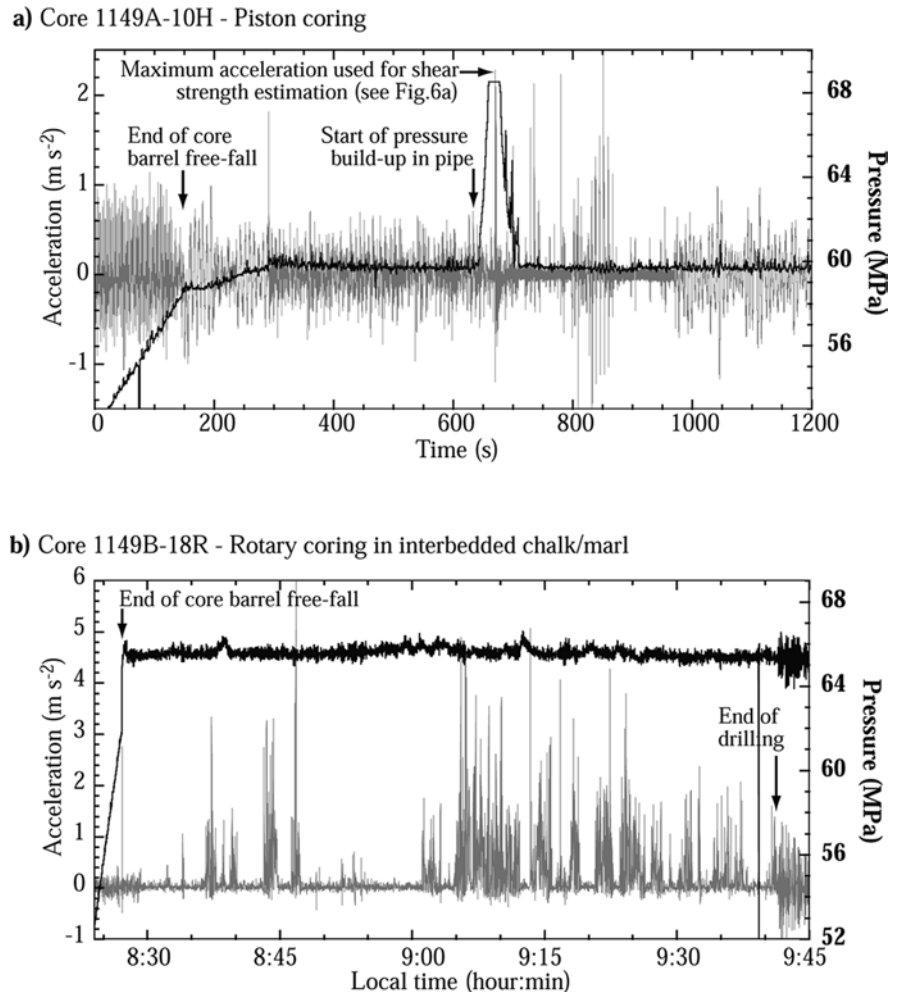 a) Core 1149A-10H - Piston coring
Maximum acceleration used for shear
strength estimation (see Fig.6a)
End of core
barrel free-fall
Start of pressure
build-up in pipe
Acceleration (m s-2)
2
1
0
-1
68
64
60
56
Pressure (MPa)
0 200 400 600 800 1000 1200
Time (s)
b) Core 1149B-18R - Rotary coring in interbedded chalk/marl
End of core barrel free-fall
End of
drilling
Acceleration (m s-2)
6
5
4
3
2
1
0
-1
68
64
60
56
52
Pressure (MPa)
8:30 8:45 9:00 9:15 9:30 9:45
Local time (hour:min)